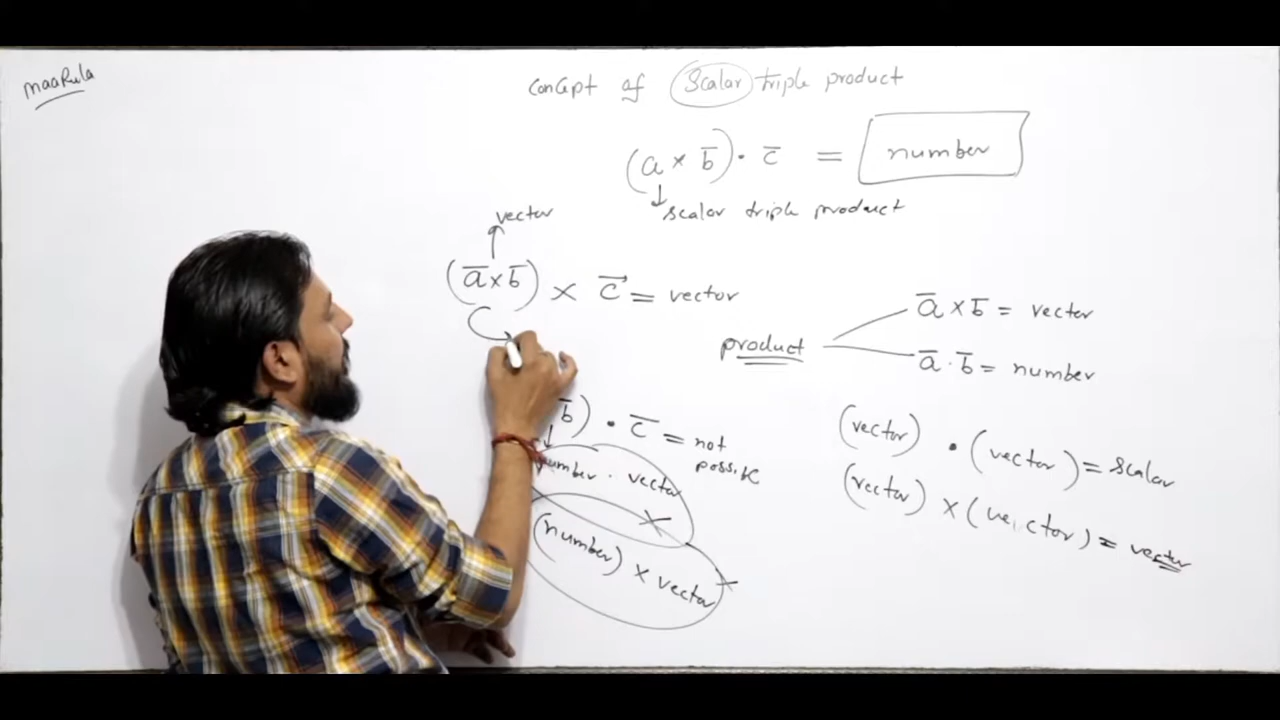 maaRula
Concept of Scalar triple product
(a × b̅) · c̅ = number
↓
scalar triple product
vector
↑
(a̅ × b̅) × c⃗ = vector
product
a̅ × b̅ = vector
a̅ · b̅ = number
b̅) · c̅ = not possible
↓
number · vector
×
(number) × vector
×
(vector) · (vector) = scalar
(vector) × (vector) = vector